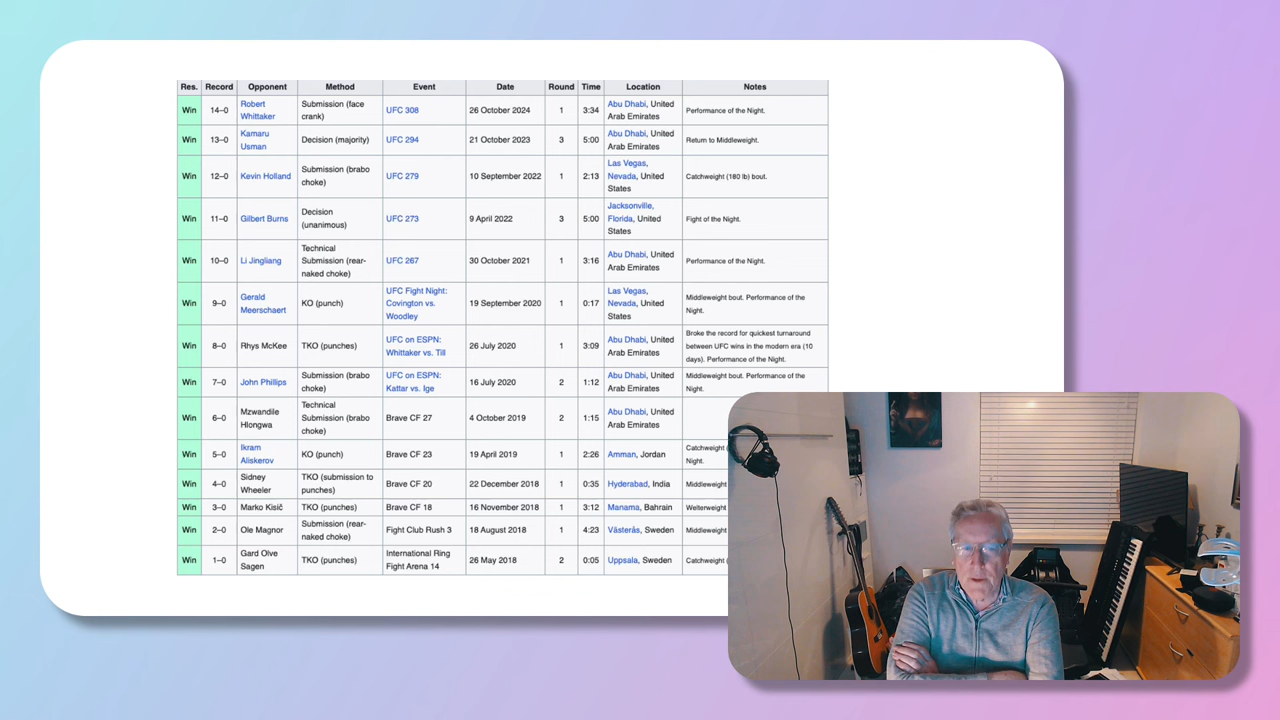 Res. Record Opponent Method Event Date Round Time Location Notes
Win 14–0 Robert Whittaker Submission (face crank) UFC 308 26 October 2024 1 3:34 Abu Dhabi, United Arab Emirates Performance of the Night.
Win 13–0 Kamaru Usman Decision (majority) UFC 294 21 October 2023 3 5:00 Abu Dhabi, United Arab Emirates Return to Middleweight.
Win 12–0 Kevin Holland Submission (brabo choke) UFC 279 10 September 2022 1 2:13 Las Vegas, Nevada, United States Catchweight (180 lb) bout.
Win 11–0 Gilbert Burns Decision (unanimous) UFC 273 9 April 2022 3 5:00 Jacksonville, Florida, United States Fight of the Night.
Win 10–0 Li Jingliang Technical Submission (rear-naked choke) UFC 267 30 October 2021 1 3:16 Abu Dhabi, United Arab Emirates Performance of the Night.
Win 9–0 Gerald Meerschaert KO (punch) UFC Fight Night: Covington vs. Woodley 19 September 2020 1 0:17 Las Vegas, Nevada, United States Middleweight bout. Performance of the Night.
Win 8–0 Rhys McKee TKO (punches) UFC on ESPN: Whittaker vs. Till 26 July 2020 1 3:09 Abu Dhabi, United Arab Emirates Broke the record for quickest turnaround between UFC wins in the modern era (10 days). Performance of the Night.
Win 7–0 John Phillips Submission (brabo choke) UFC on ESPN: Kattar vs. Ige 16 July 2020 2 1:12 Abu Dhabi, United Arab Emirates Middleweight bout. Performance of the Night.
Win 6–0 Mzwandile Hlongwa Technical Submission (brabo choke) Brave CF 27 4 October 2019 2 1:15 Abu Dhabi, United Arab Emirates
Win 5–0 Ikram Aliskerov KO (punch) Brave CF 23 19 April 2019 1 2:26 Amman, Jordan Catchweight ( Night.
Win 4–0 Sidney Wheeler TKO (submission to punches) Brave CF 20 22 December 2018 1 0:35 Hyderabad, India Middleweight
Win 3–0 Marko Kisič TKO (punches) Brave CF 18 16 November 2018 1 3:12 Manama, Bahrain Welterweight
Win 2–0 Ole Magnor Submission (rear-naked choke) Fight Club Rush 3 18 August 2018 1 4:23 Västerås, Sweden Middleweight
Win 1–0 Gard Olve Sagen TKO (punches) International Ring Fight Arena 14 26 May 2018 2 0:05 Uppsala, Sweden Catchweight (